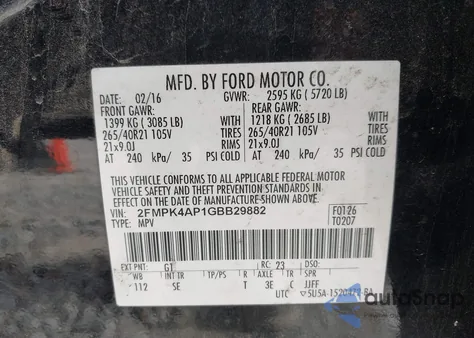 MFD. BY FORD MOTOR CO.
DATE: 02/16 GVWR: 2595 KG ( 5720 LB)
FRONT GAWR: REAR GAWR:
1399 KG ( 3085 LB) WITH 1218 KG ( 2685 LB) WITH
265/40R21 105V TIRES 265/40R21 105V TIRES
21x9.0J RIMS 21x9.0J RIMS
AT 240 kPa/ 35 PSI COLD AT 240 kPa/ 35 PSI COLD
THIS VEHICLE CONFORMS TO ALL APPLICABLE FEDERAL MOTOR
VEHICLE SAFETY AND THEFT PREVENTION STANDARDS IN
EFFECT ON THE DATE OF MANUFACTURE SHOWN ABOVE.
VIN: 2FMPK4AP1GBB29882 F0126
TYPE: MPV T0207
EXT PNT: G1 RC: 23 DSO:
WB INT TR TP/PS R AXLE TR SPR
112 SE T 3E C JJFF
UTC
autoSnap